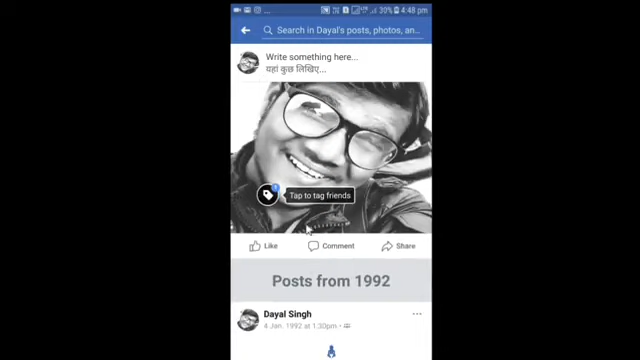 30% 4:48 pm
Search in Dayal's posts, photos, an...
Write something here...
यहां कुछ लिखिए...
Tap to tag friends
Like Comment Share
Posts from 1992
Dayal Singh
4 Jan. 1992 at 1.30pm